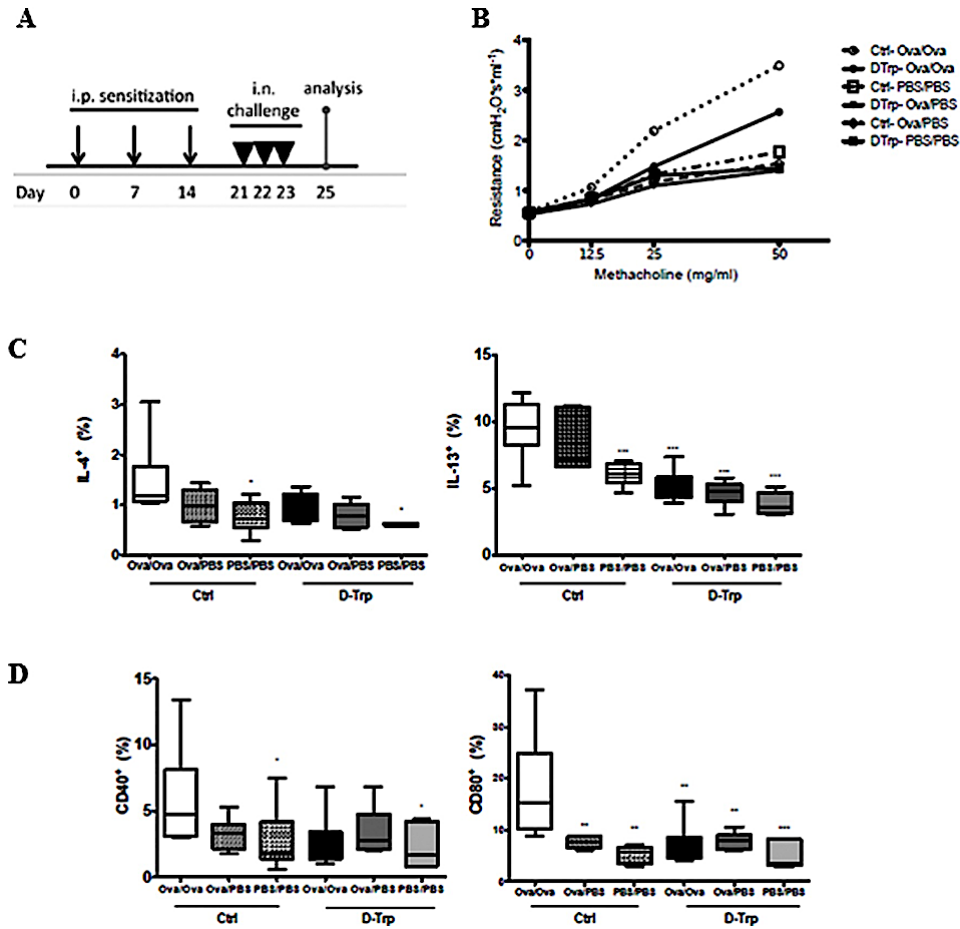 A
i.p. sensitization
i.n.
challenge
analysis
Day 0 7 14 21 22 23 25
B
Resistance (cmH2O*s*ml-1)
4
3
2
1
0
0 12.5 25 50
Methacholine (mg/ml)
Ctrl- Ova/Ova
DTrp- Ova/Ova
Ctrl- PBS/PBS
DTrp- Ova/PBS
Ctrl- Ova/PBS
DTrp- PBS/PBS
C
IL-4+ (%)
4
3
2
1
0
* *
Ova/Ova Ova/PBS PBS/PBS Ova/Ova Ova/PBS PBS/PBS
Ctrl D-Trp
IL-13+ (%)
15
10
5
0
*** *** *** ***
Ova/Ova Ova/PBS PBS/PBS Ova/Ova Ova/PBS PBS/PBS
Ctrl D-Trp
D
CD40+ (%)
15
10
5
0
* *
Ova/Ova Ova/PBS PBS/PBS Ova/Ova Ova/PBS PBS/PBS
Ctrl D-Trp
CD80+ (%)
40
30
20
10
0
** ** ** ** ***
Ova/Ova Ova/PBS PBS/PBS Ova/Ova Ova/PBS PBS/PBS
Ctrl D-Trp